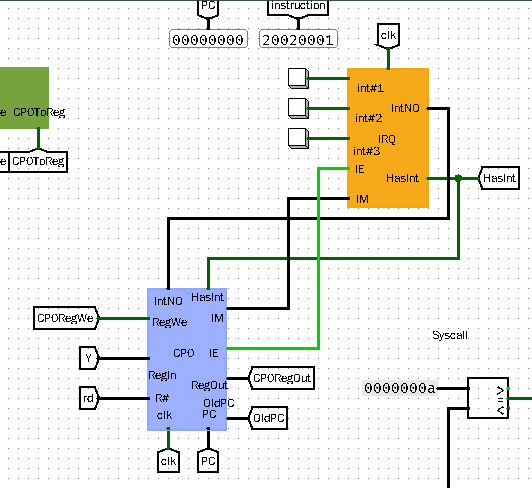 PC
instruction
00000000
20020001
clk
int#1
IntNO
int#2
IRQ
int#3
IE
HasInt
HasInt
IM
e CP0ToReg
e
CP0ToReg
IntNO
HasInt
CP0RegWe
RegWe
IM
Y
CP0
IE
RegIn
RegOut
CP0RegOut
rd
R#
OldPC
clk
PC
OldPC
clk
PC
Syscall
0000000a
>
=
<